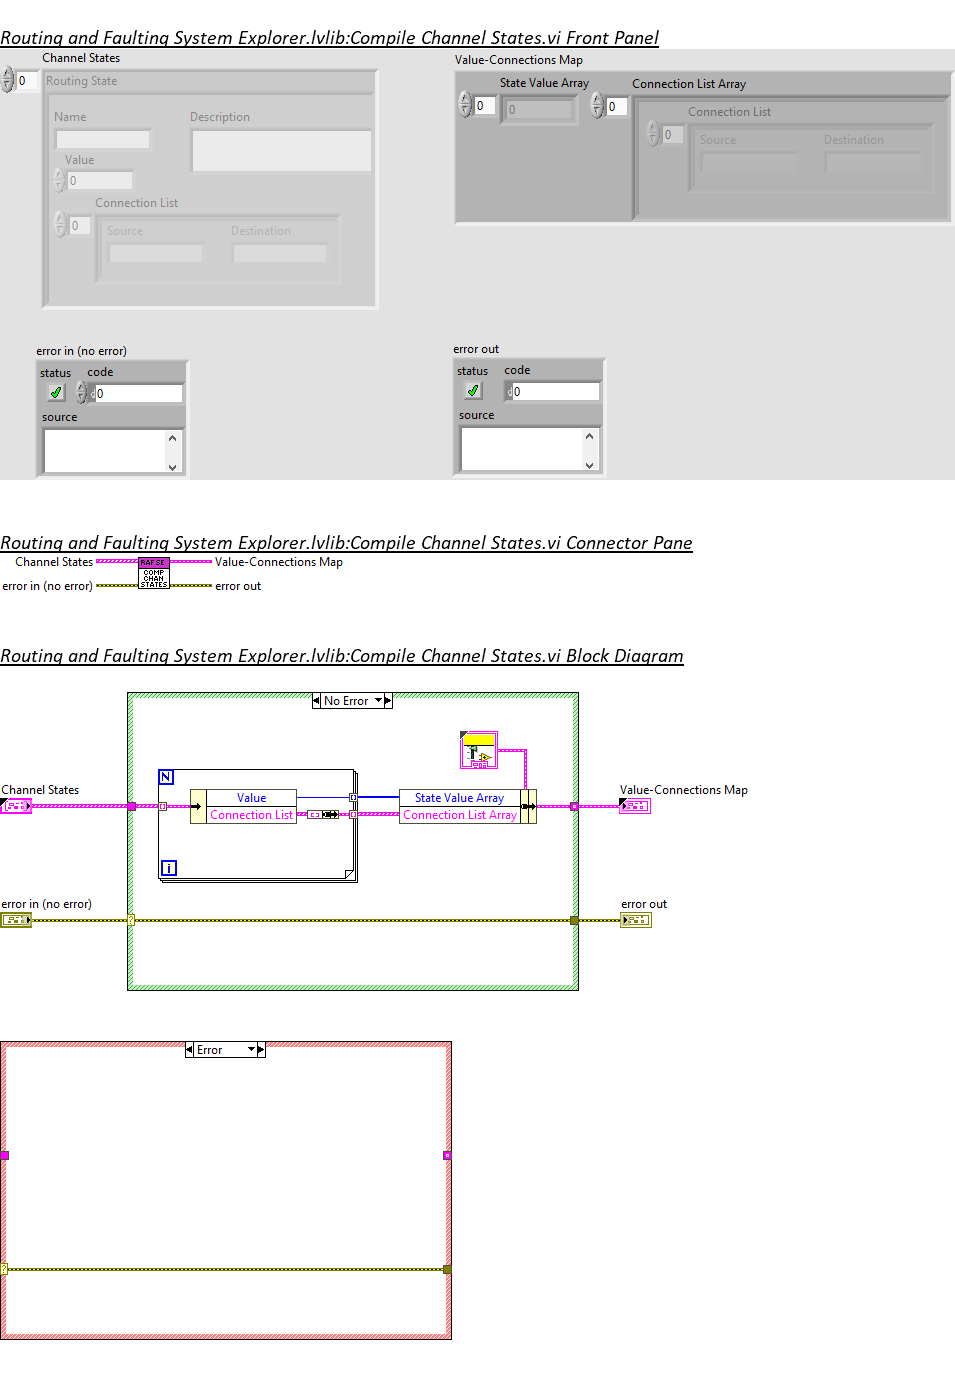 Routing and Faulting System Explorer.lvlib:Compile Channel States.vi Front Panel
Channel States
0
Routing State
Name
Description
Value
0
Connection List
0
Source
Destination
Value-Connections Map
State Value Array
0
0
Connection List Array
0
Connection List
0
Source
Destination
error in (no error)
status
code
d0
source
error out
status
code
d0
source
Routing and Faulting System Explorer.lvlib:Compile Channel States.vi Connector Pane
Channel States
RAFSE
COMP
CHAN
STATES
Value-Connections Map
error in (no error)
error out
Routing and Faulting System Explorer.lvlib:Compile Channel States.vi Block Diagram
No Error
N
Channel States
Value
Connection List
State Value Array
Connection List Array
Value-Connections Map
i
error in (no error)
?
error out
Error
?